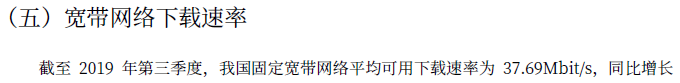 （五）宽带网络下载速率
截至 2019 年第三季度，我国固定宽带网络平均可用下载速率为 37.69Mbit/s，同比增长